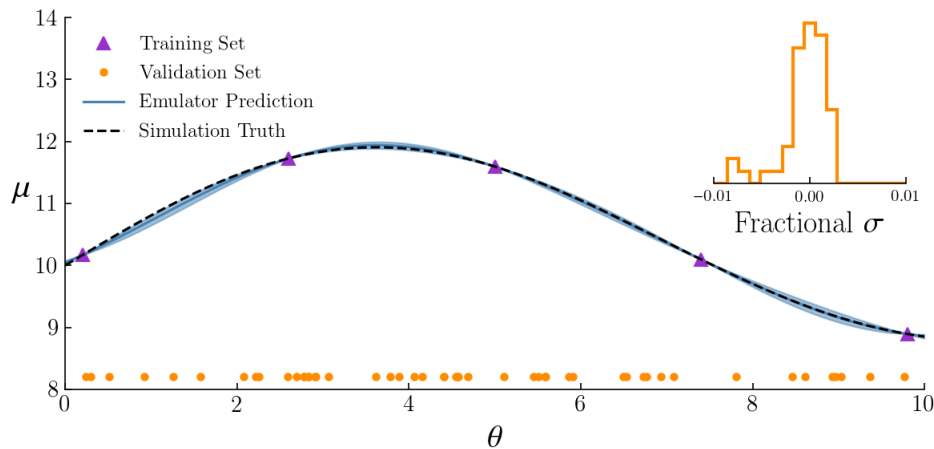 14
13
12
11
10
9
8
μ
Training Set
Validation Set
Emulator Prediction
Simulation Truth
0
2
4
6
8
10
θ
−0.01
0.00
0.01
Fractional σ